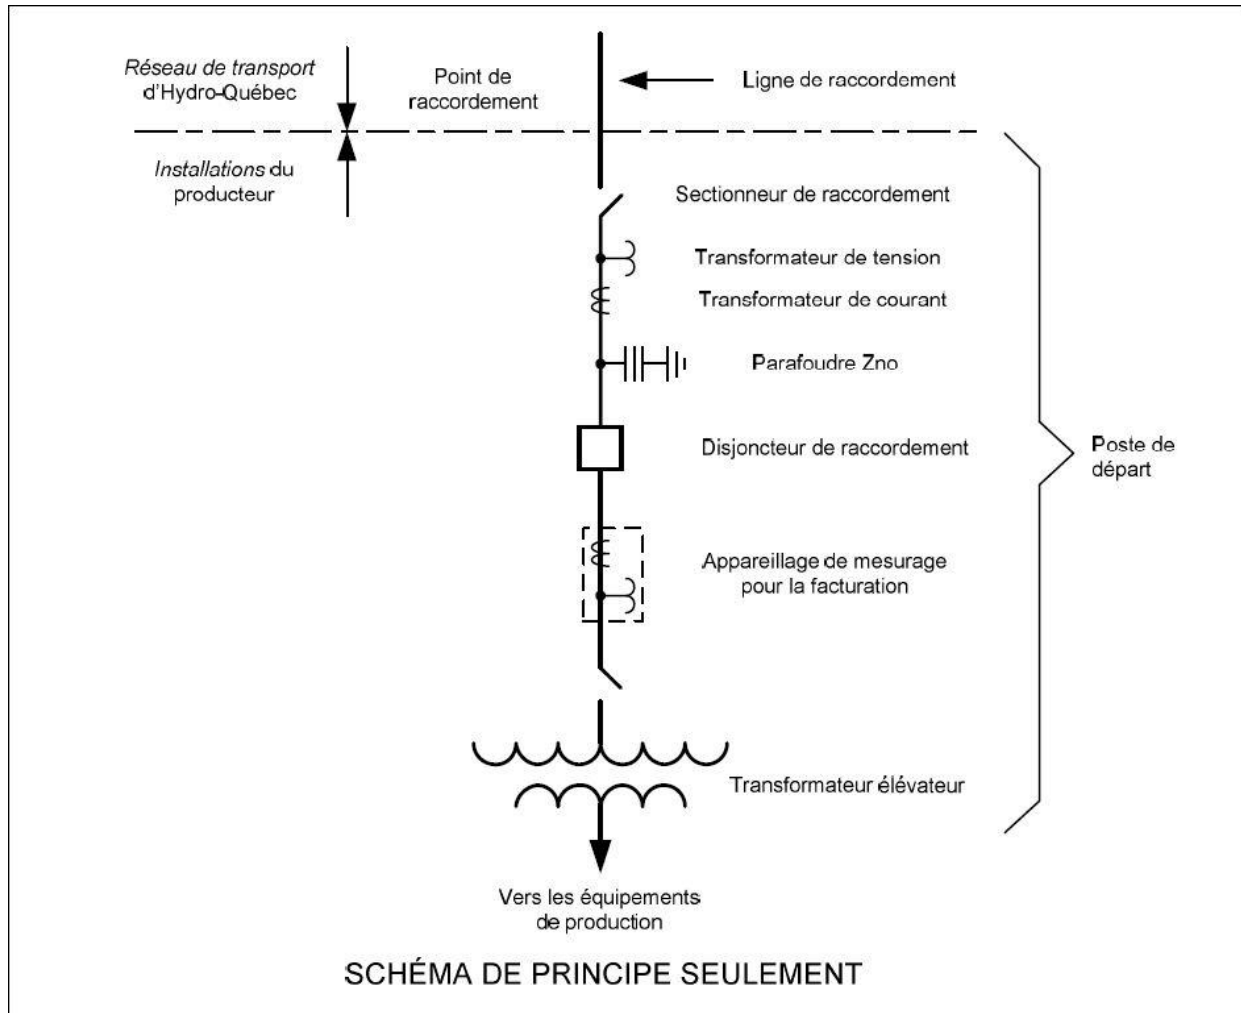 Réseau de transport
d'Hydro-Québec
Point de
raccordement
Ligne de raccordement
Installations du
producteur
Sectionneur de raccordement
Transformateur de tension
Transformateur de courant
Parafoudre Zno
Disjoncteur de raccordement
Poste de
départ
Appareillage de mesurage
pour la facturation
Transformateur élévateur
Vers les équipements
de production
SCHÉMA DE PRINCIPE SEULEMENT